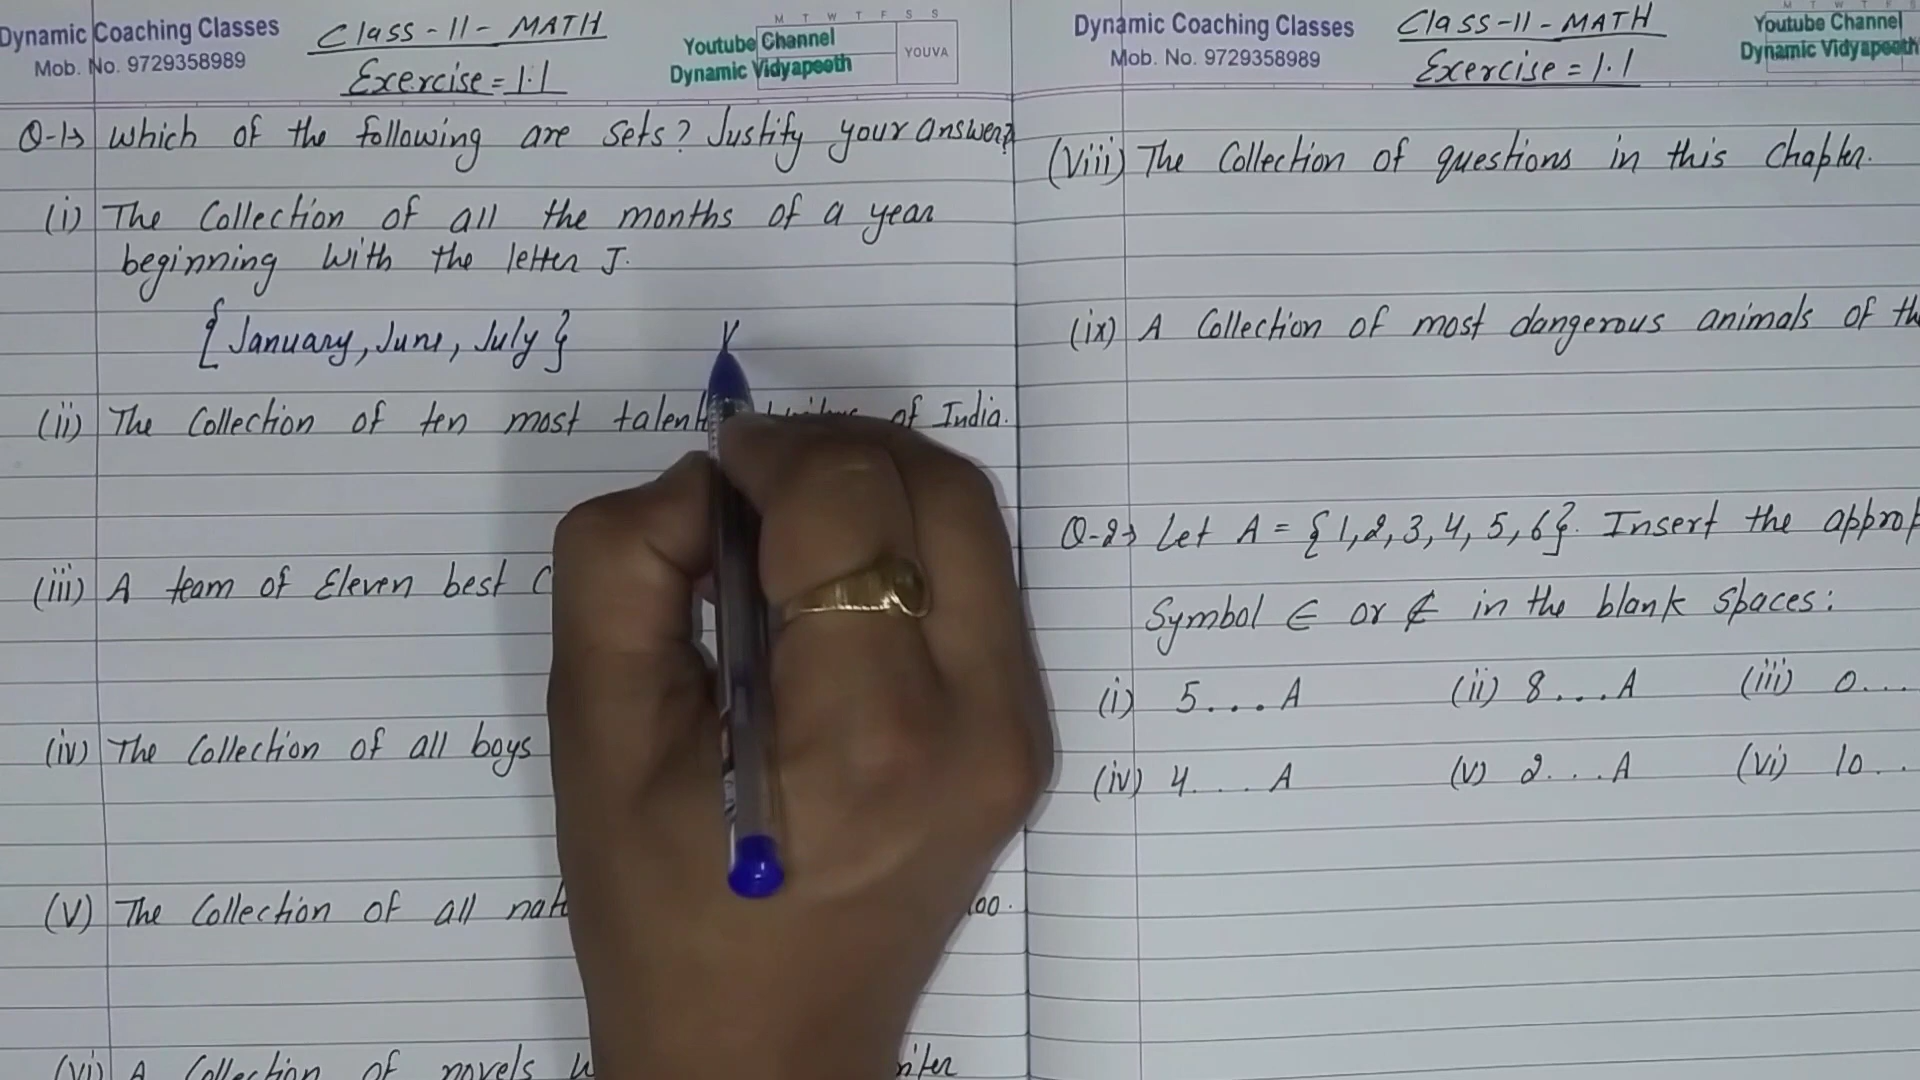 Dynamic Coaching Classes
Mob. No. 9729358989
Class-11-MATH
Exercise=1.1
M T W T F S S
Youtube Channel
Dynamic Vidyapeeth
YOUVA
Q-1→ Which of the following are sets? Justify your answer?
(i) The Collection of all the months of a year
beginning with the letter J.
{January, June, July}
(ii) The Collection of ten most of India.
(iii) A team of Eleven best
(iv) The Collection of all boys
(v) The Collection of all
(vi) A Collection of novels
Dynamic Coaching Classes
Mob. No. 9729358989
Class-11-MATH
Exercise=1.1
Youtube Channel
Dynamic Vidyapeeth
(viii) The Collection of questions in this Chapter.
(ix) A Collection of most dangerous animals of
Q-2→ Let A = {1,2,3,4,5,6}. Insert the
Symbol ∈ or ∉ in the blank spaces:
(i) 5....A (ii) 8...A (iii) 0...
(iv) 4....A (v) 2...A (vi) 10..